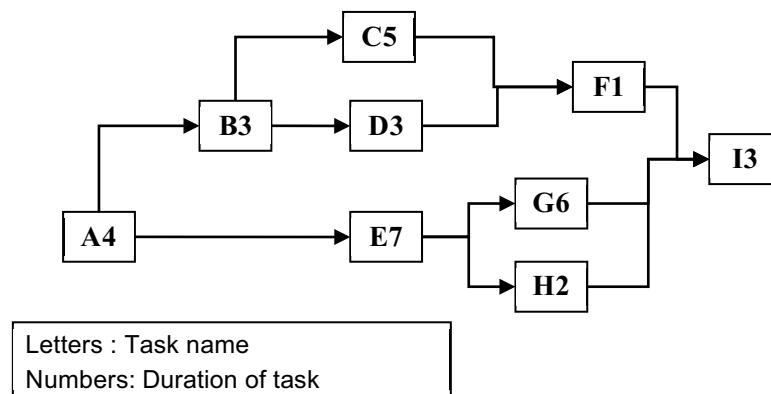 C5
F1
B3
D3
I3
G6
A4
E7
H2
Letters : Task name
Numbers: Duration of task